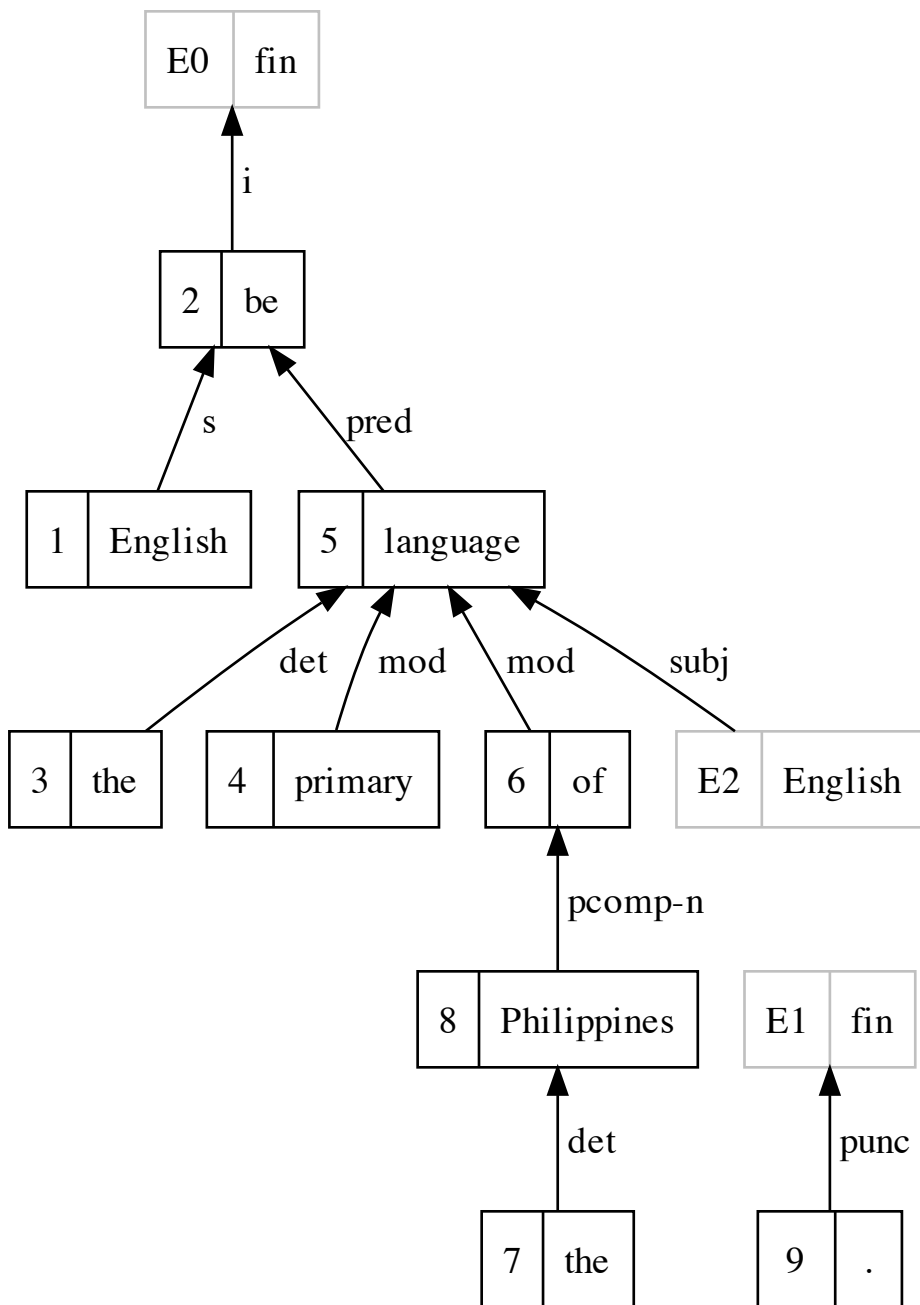 E0 fin
i
2 be
s pred
1 English 5 language
det mod mod subj
3 the 4 primary 6 of E2 English
pcomp-n
8 Philippines E1 fin
det punc
7 the 9 .